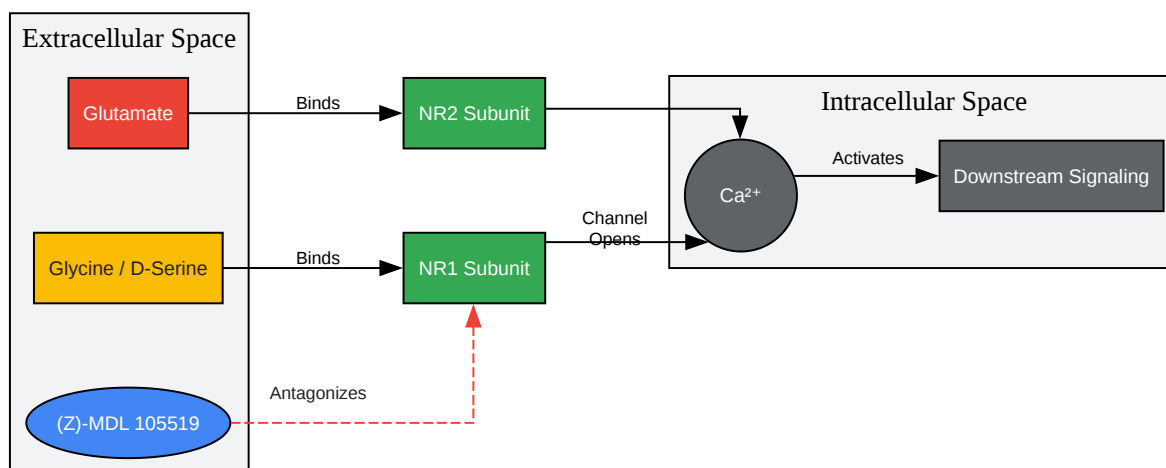 Extracellular Space
Intracellular Space
Glutamate
Binds
NR2 Subunit
Activates
Downstream Signaling
Ca²⁺
Channel
Opens
Glycine / D-Serine
Binds
NR1 Subunit
Antagonizes
(Z)-MDL 105519